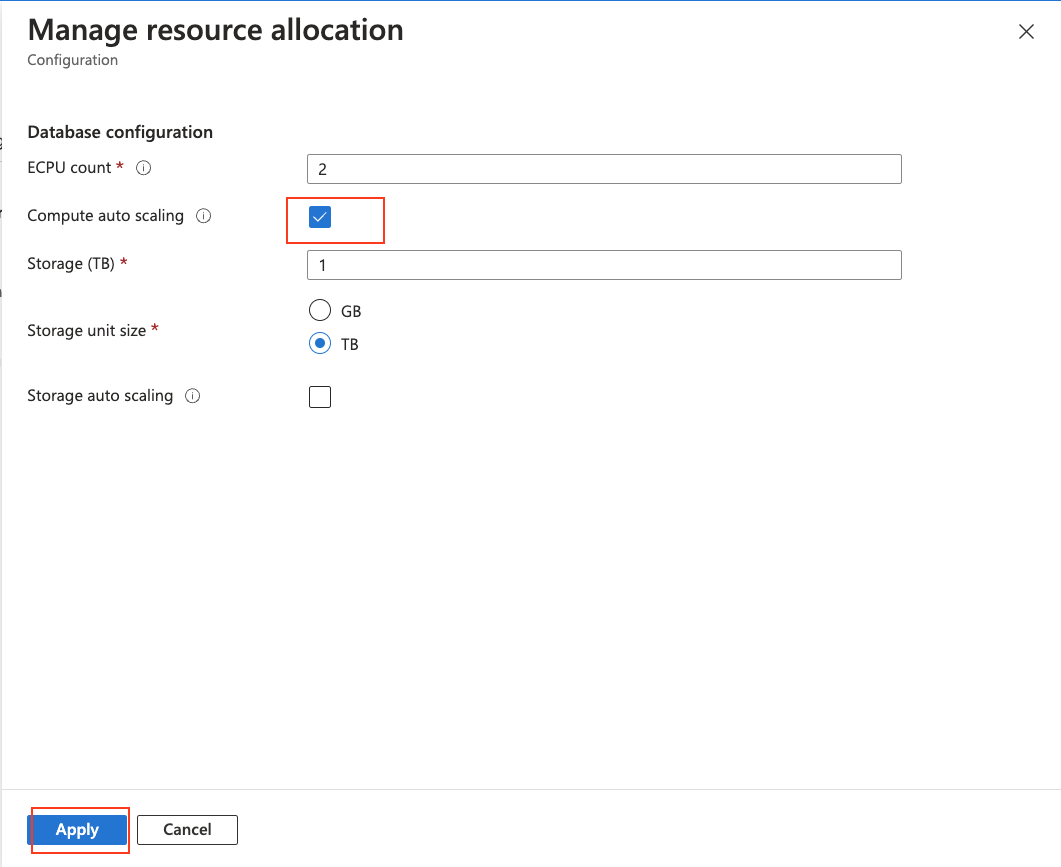 Manage resource allocation
Configuration
Database configuration
ECPU count *
2
Compute auto scaling
Storage (TB) *
1
Storage unit size *
GB
TB
Storage auto scaling
Apply
Cancel